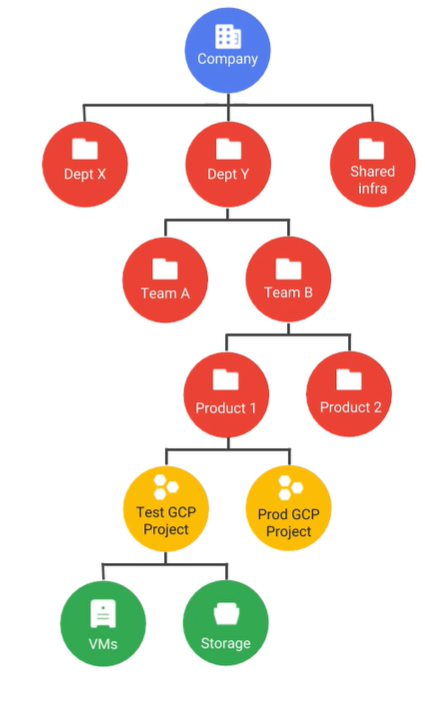 Company
Dept X
Dept Y
Shared
infra
Team A
Team B
Product 1
Product 2
Test GCP
Project
Prod GCP
Project
VMs
Storage